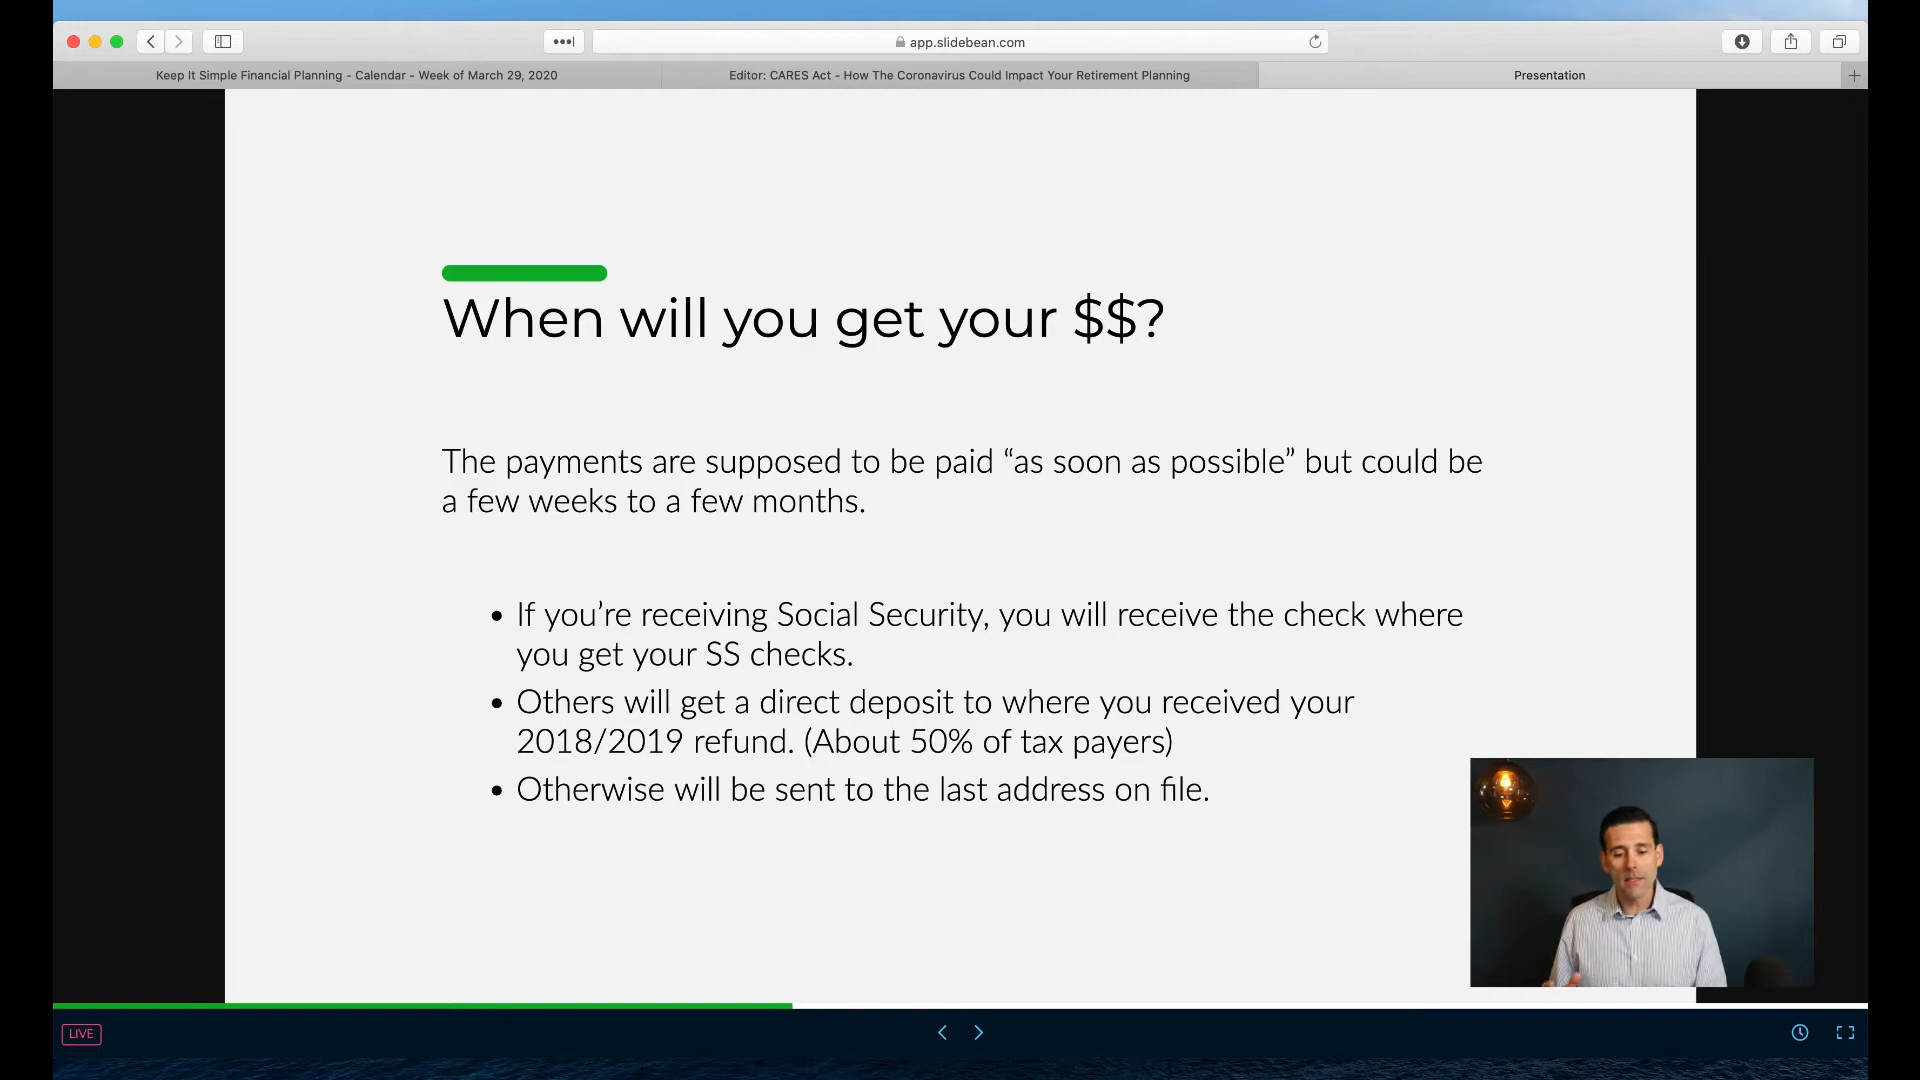 app.slidebean.com
Keep It Simple Financial Planning - Calendar - Week of March 29, 2020
Editor: CARES Act - How The Coronavirus Could Impact Your Retirement Planning
Presentation
When will you get your $$?
The payments are supposed to be paid “as soon as possible” but could be
a few weeks to a few months.
• If you’re receiving Social Security, you will receive the check where
you get your SS checks.
• Others will get a direct deposit to where you received your
2018/2019 refund. (About 50% of tax payers)
• Otherwise will be sent to the last address on file.
LIVE